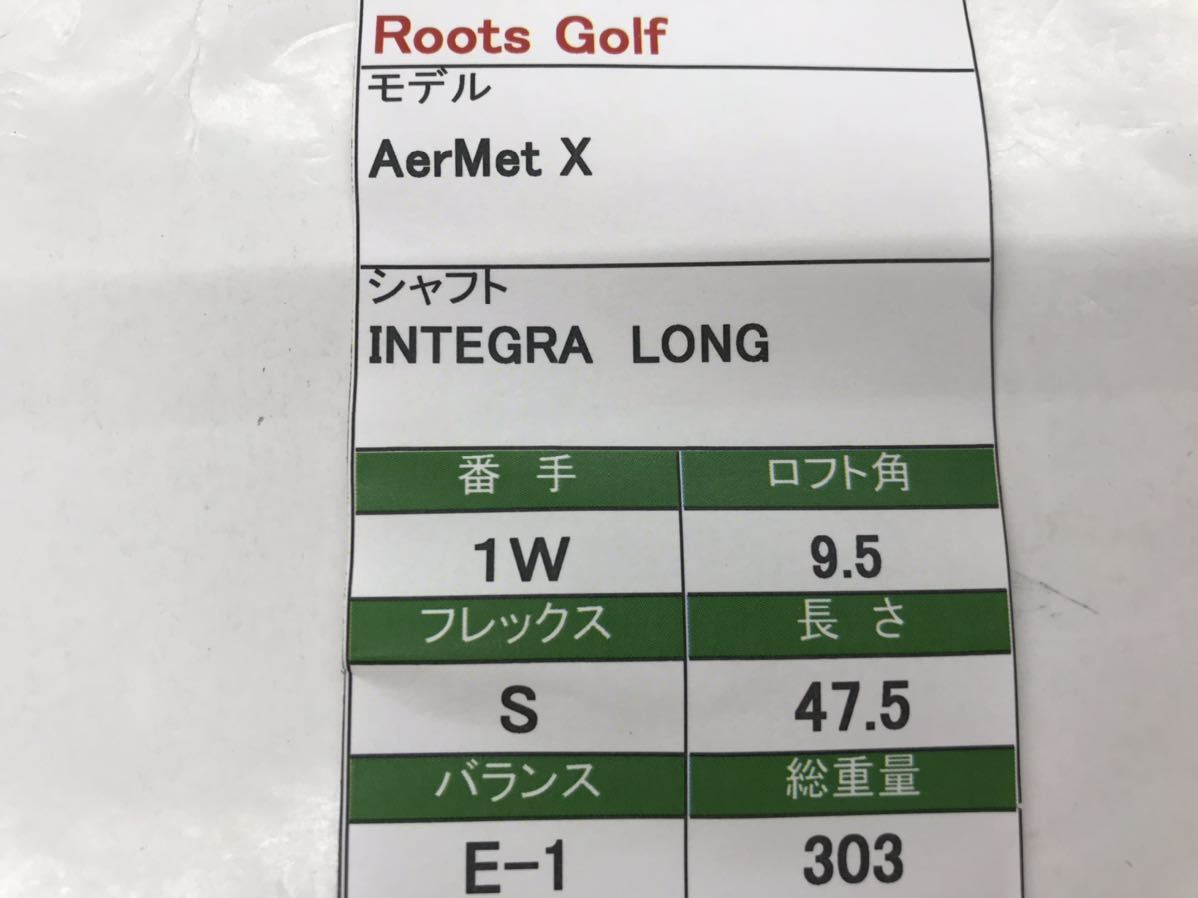 Roots Golf
モデル
AerMet X
シャフト
INTEGRA LONG
番 手 ロフト角
1W 9.5
フレックス 長 さ
S 47.5
バランス 総重量
E-1 303